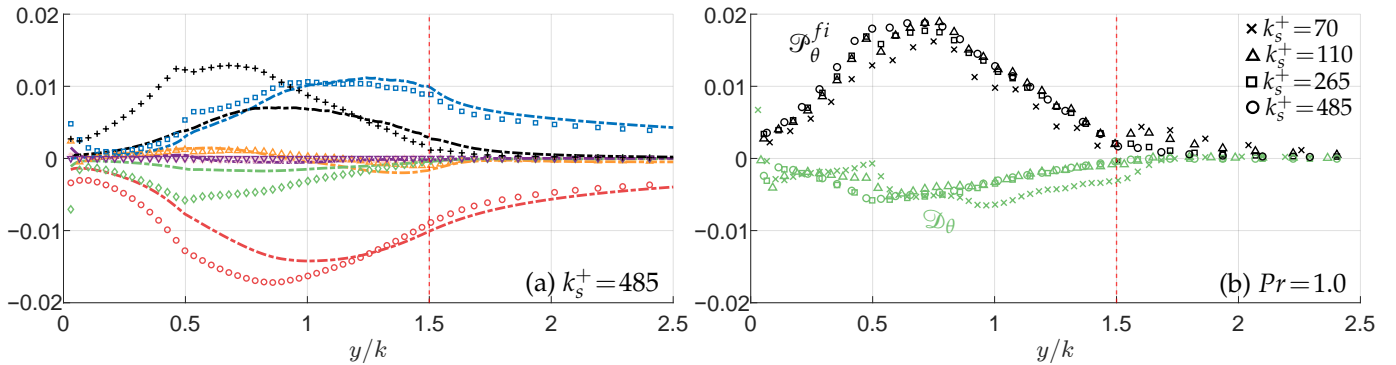 0.02
0.01
0
−0.01
−0.02
0
0.5
1
1.5
2
2.5
y/k
(a) k_s^+ = 485
0.02
0.01
0
−0.01
−0.02
0
0.5
1
1.5
2
2.5
y/k
𝒫_θ^{fi}
𝒟_θ
× k_s^+ = 70
△ k_s^+ = 110
□ k_s^+ = 265
○ k_s^+ = 485
(b) Pr = 1.0